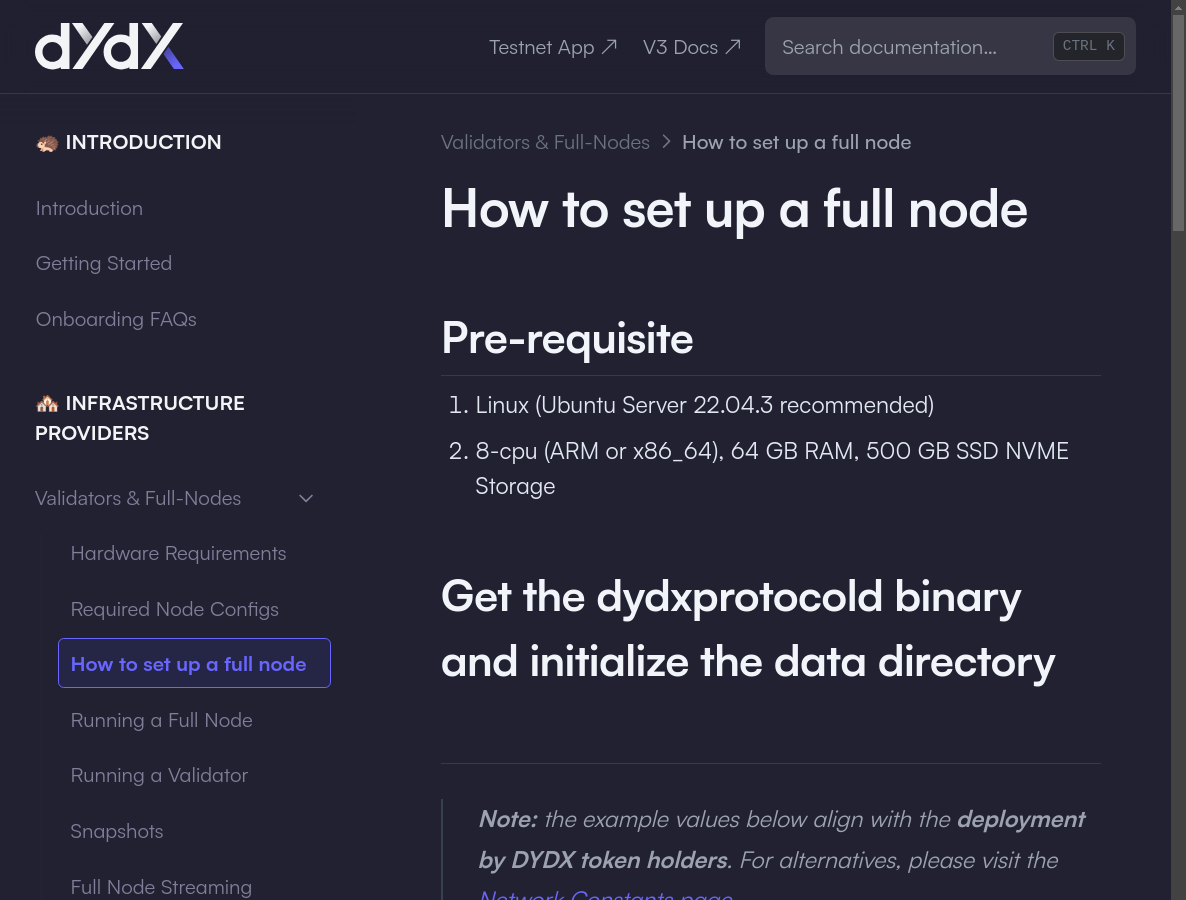 dYdX
Testnet App
V3 Docs
Search documentation...
CTRL K
INTRODUCTION
Introduction
Getting Started
Onboarding FAQs
INFRASTRUCTURE
PROVIDERS
Validators & Full-Nodes
Hardware Requirements
Required Node Configs
How to set up a full node
Running a Full Node
Running a Validator
Snapshots
Full Node Streaming
Validators & Full-Nodes > How to set up a full node
How to set up a full node
Pre-requisite
1. Linux (Ubuntu Server 22.04.3 recommended)
2. 8-cpu (ARM or x86_64), 64 GB RAM, 500 GB SSD NVME
Storage
Get the dydxprotocold binary
and initialize the data directory
Note: the example values below align with the deployment
by DYDX token holders. For alternatives, please visit the
Network Constants page